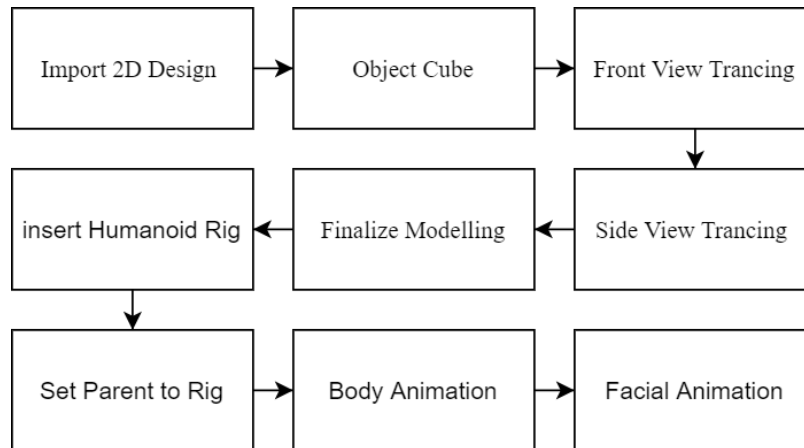 Import 2D Design
Object Cube
Front View Trancing
Side View Trancing
Finalize Modelling
insert Humanoid Rig
Set Parent to Rig
Body Animation
Facial Animation